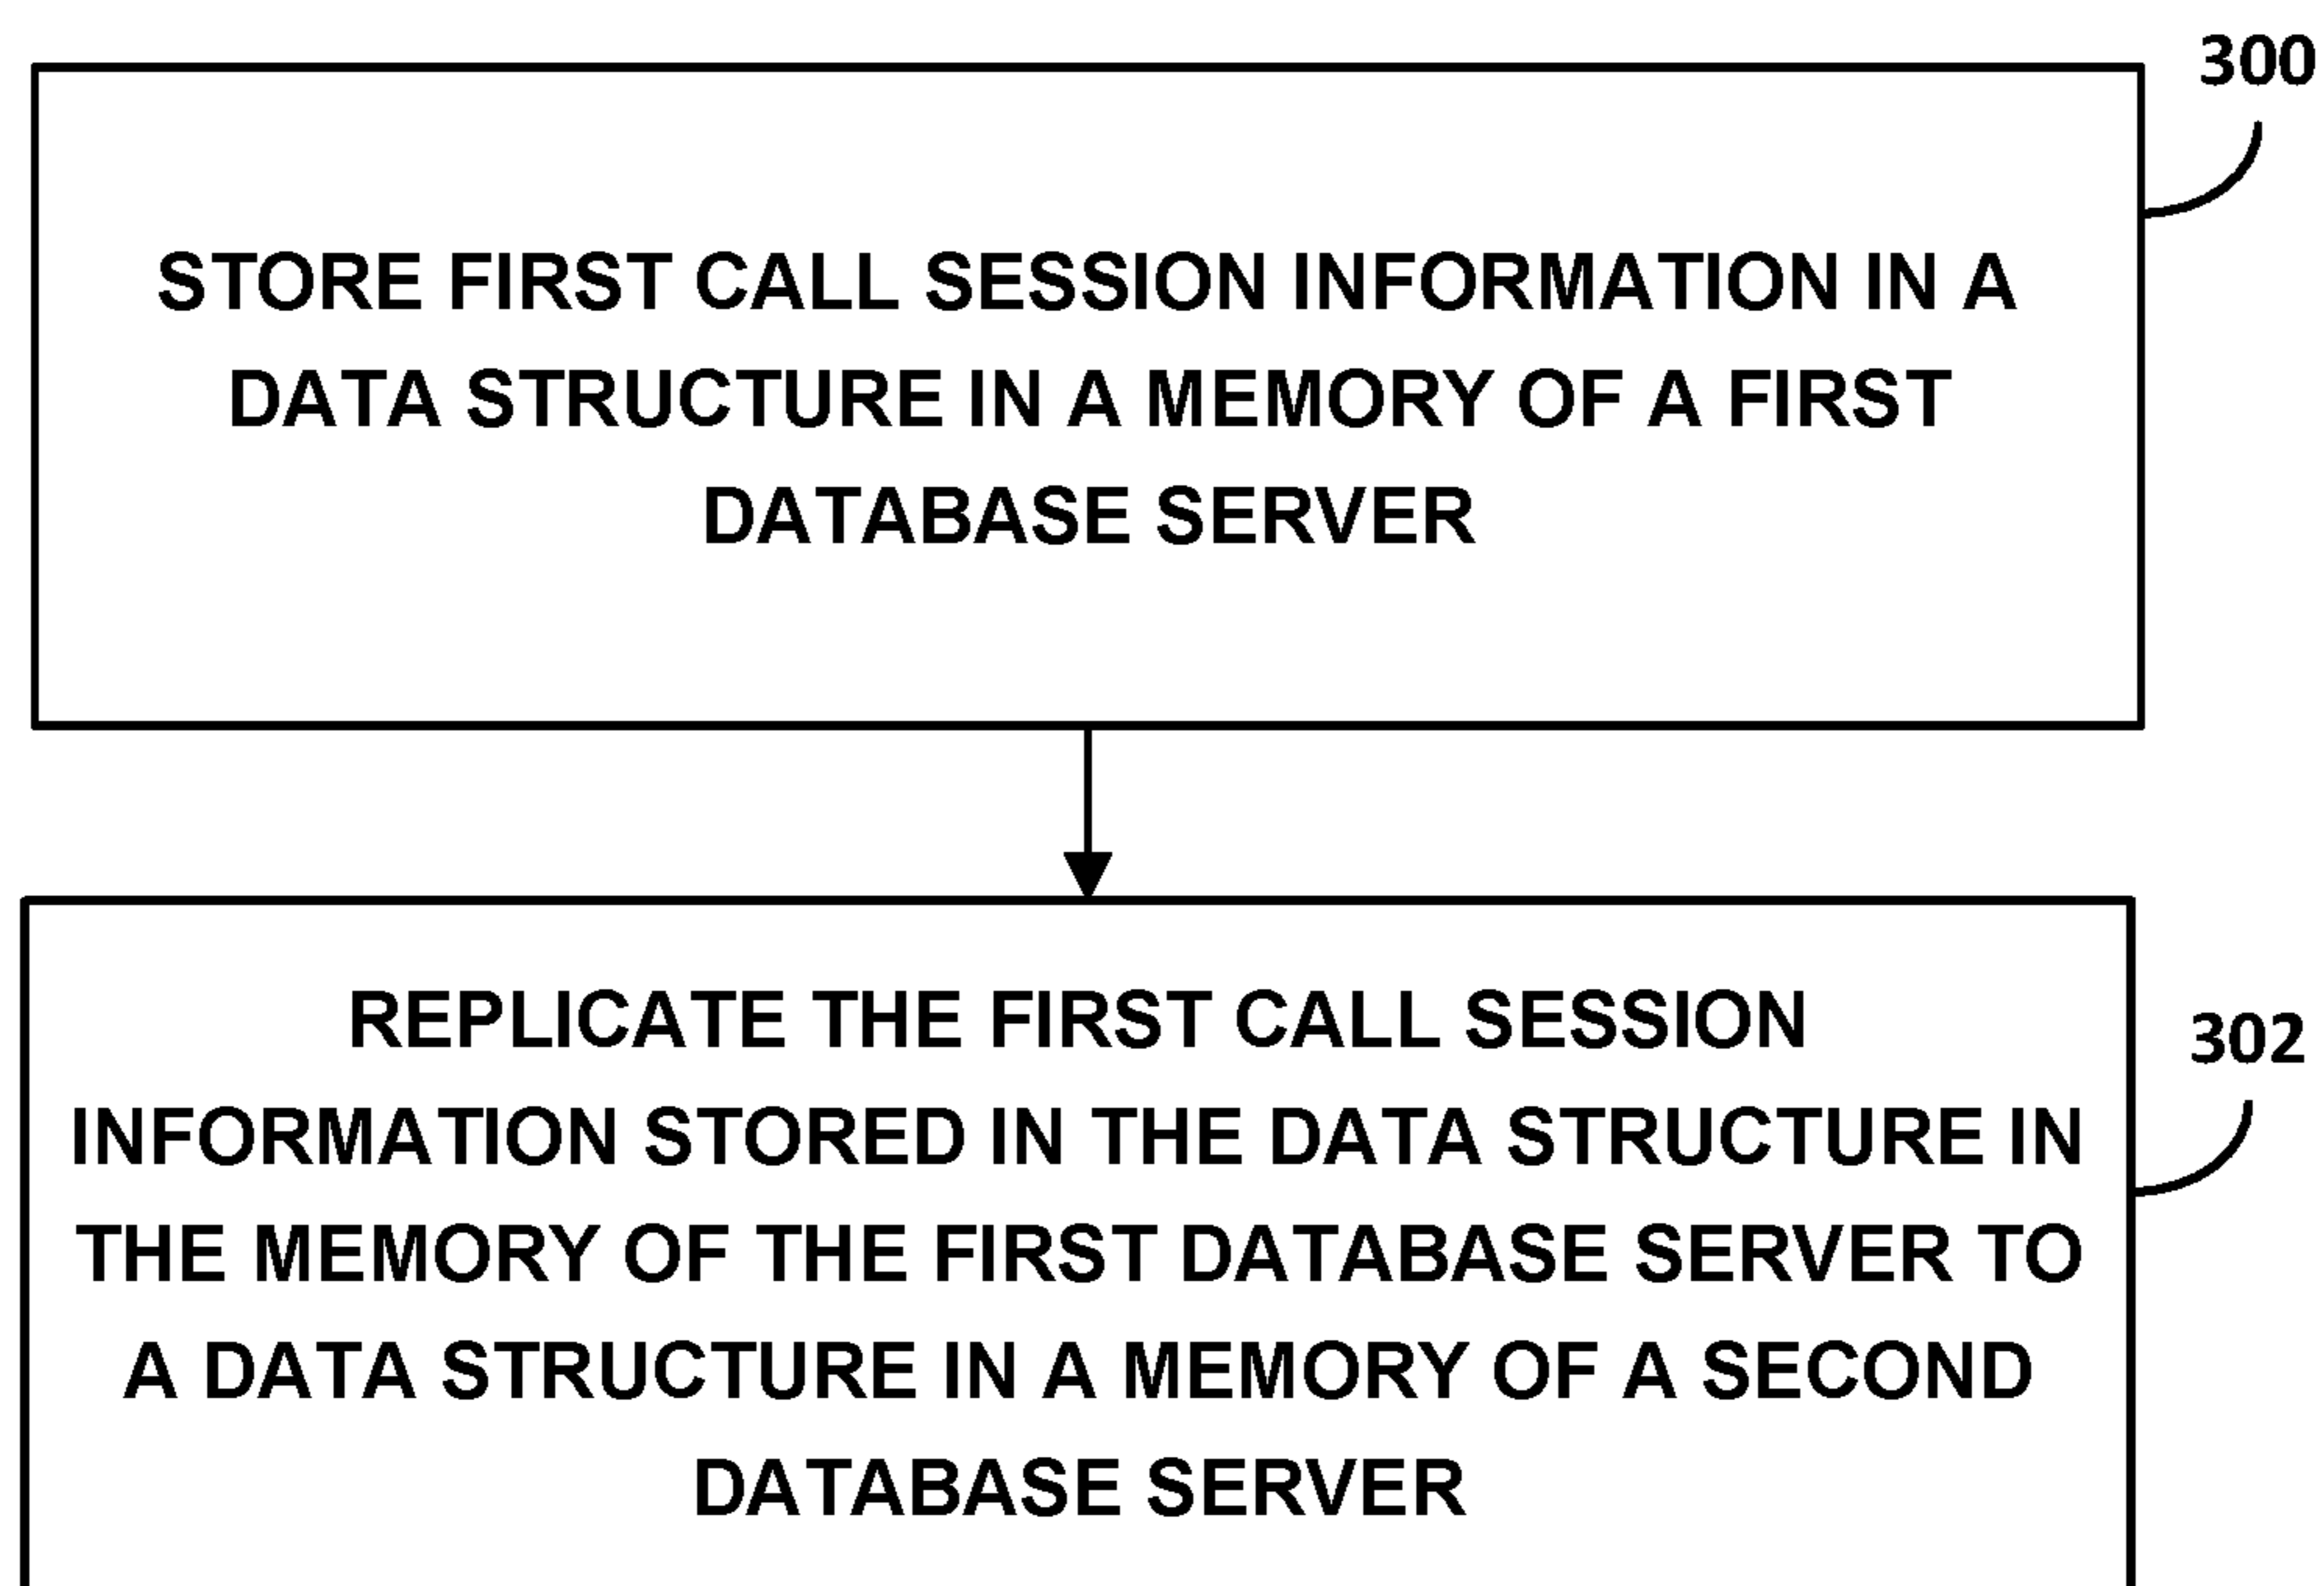 300
STORE FIRST CALL SESSION INFORMATION IN A
DATA STRUCTURE IN A MEMORY OF A FIRST
DATABASE SERVER
302
REPLICATE THE FIRST CALL SESSION
INFORMATION STORED IN THE DATA STRUCTURE IN
THE MEMORY OF THE FIRST DATABASE SERVER TO
A DATA STRUCTURE IN A MEMORY OF A SECOND
DATABASE SERVER